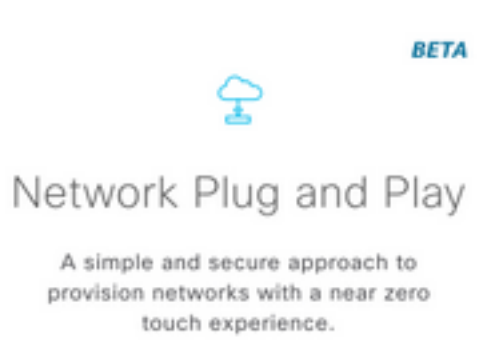 BETA
Network Plug and Play
A simple and secure approach to
provision networks with a near zero
touch experience.